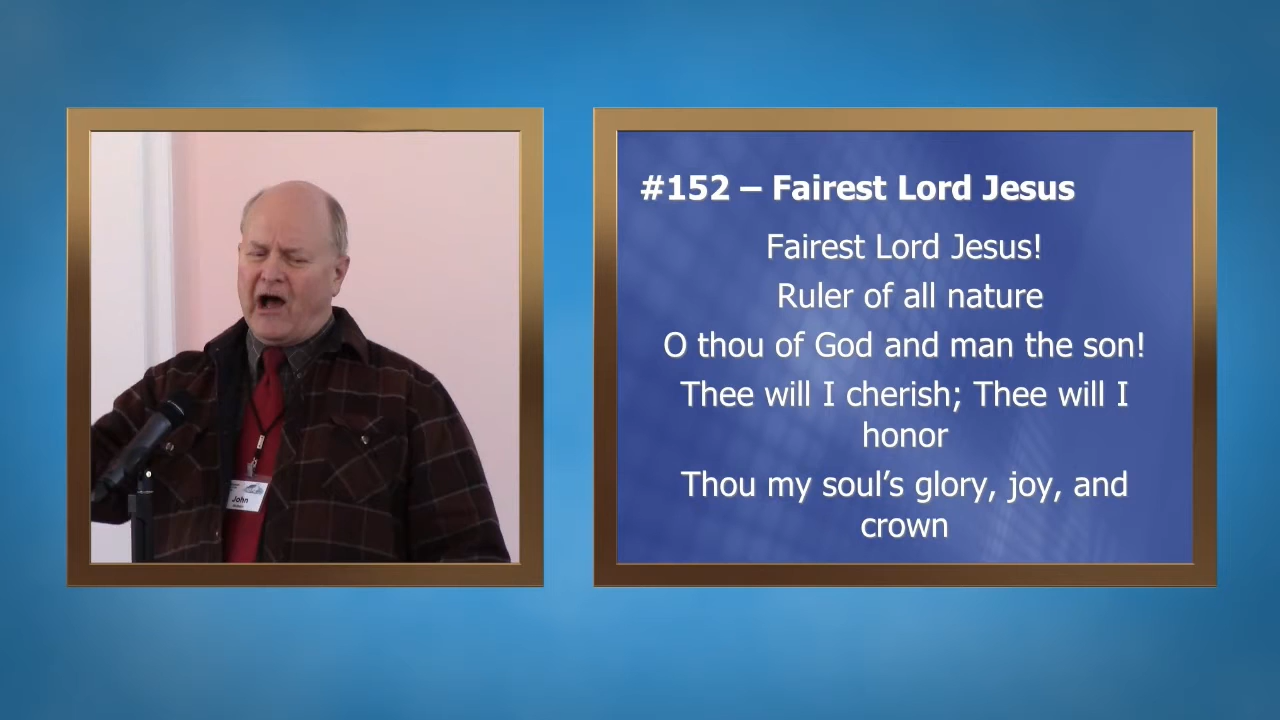 John
#152 – Fairest Lord Jesus
Fairest Lord Jesus!
Ruler of all nature
O thou of God and man the son!
Thee will I cherish; Thee will I
honor
Thou my soul’s glory, joy, and
crown